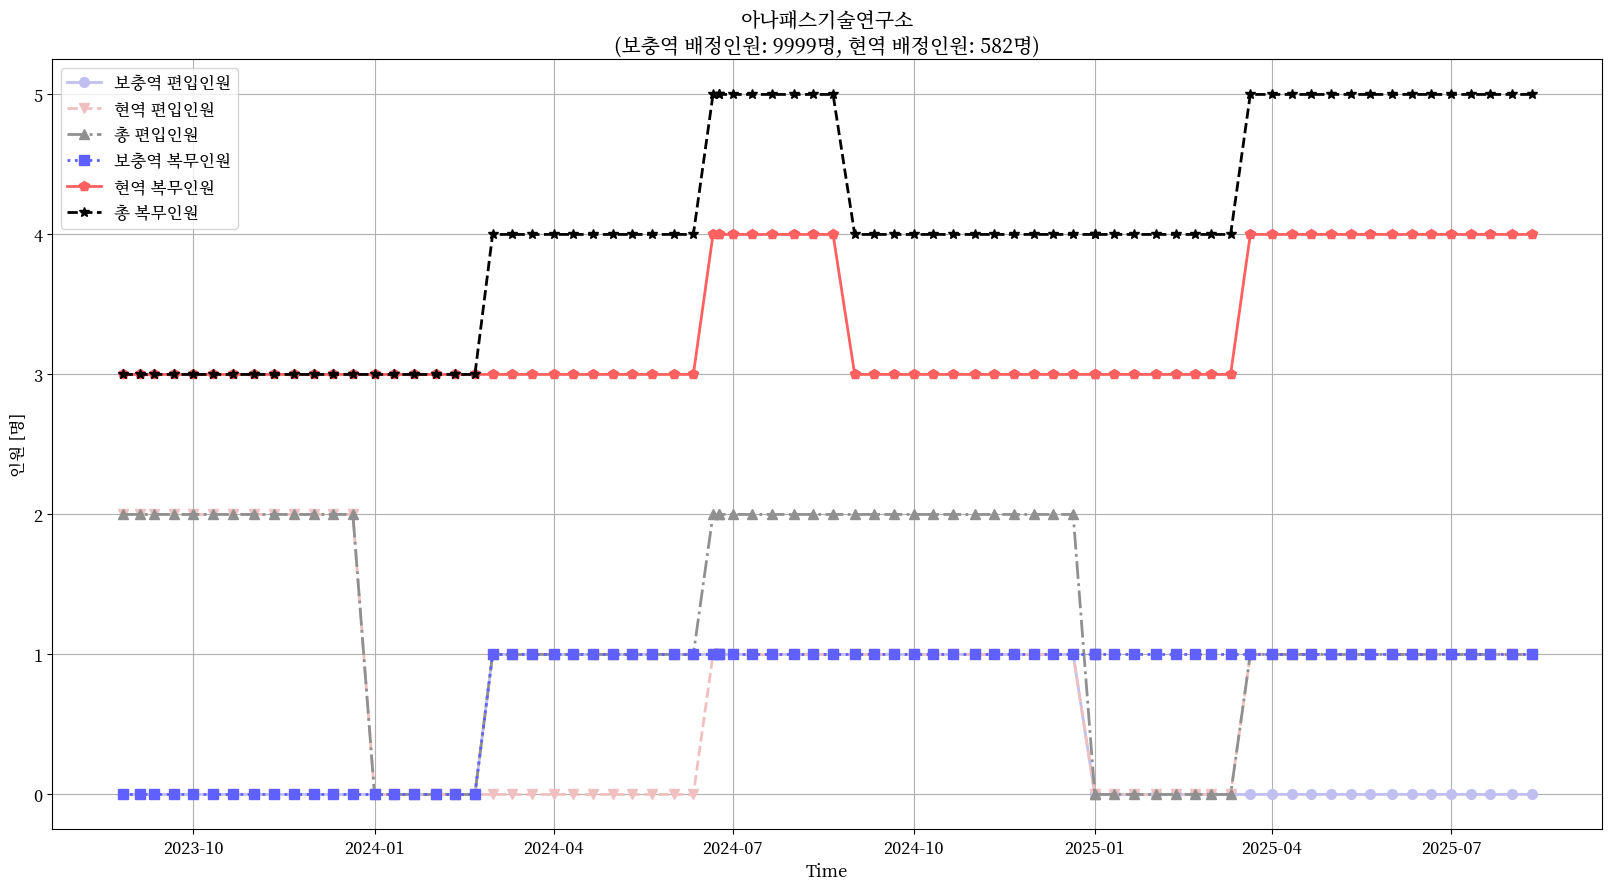 아나패스기술연구소
(보충역 배정인원: 9999명, 현역 배정인원: 582명)
보충역 편입인원
현역 편입인원
총 편입인원
보충역 복무인원
현역 복무인원
총 복무인원
인원 [명]
5
4
3
2
1
0
2023-10
2024-01
2024-04
2024-07
2024-10
2025-01
2025-04
2025-07
Time